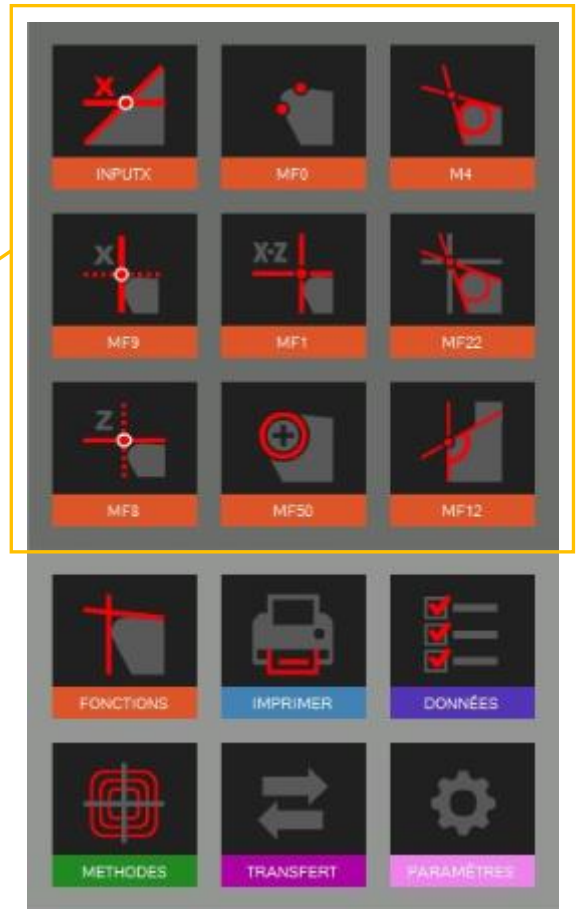 X
INPUTX MF0 M4
X X-Z
MF9 MF1 MF22
Z
MF8 MF50 MF12
FONCTIONS IMPRIMER DONNÉES
METHODES TRANSFERT PARAMÈTRES